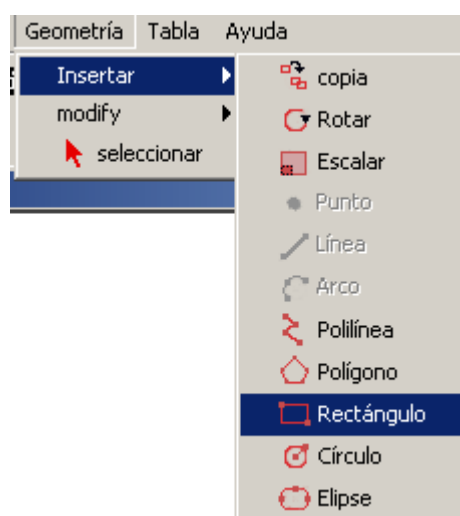 Geometría Tabla Ayuda
Insertar
modify
seleccionar
copia
Rotar
Escalar
Punto
Línea
Arco
Polilínea
Polígono
Rectángulo
Círculo
Elipse